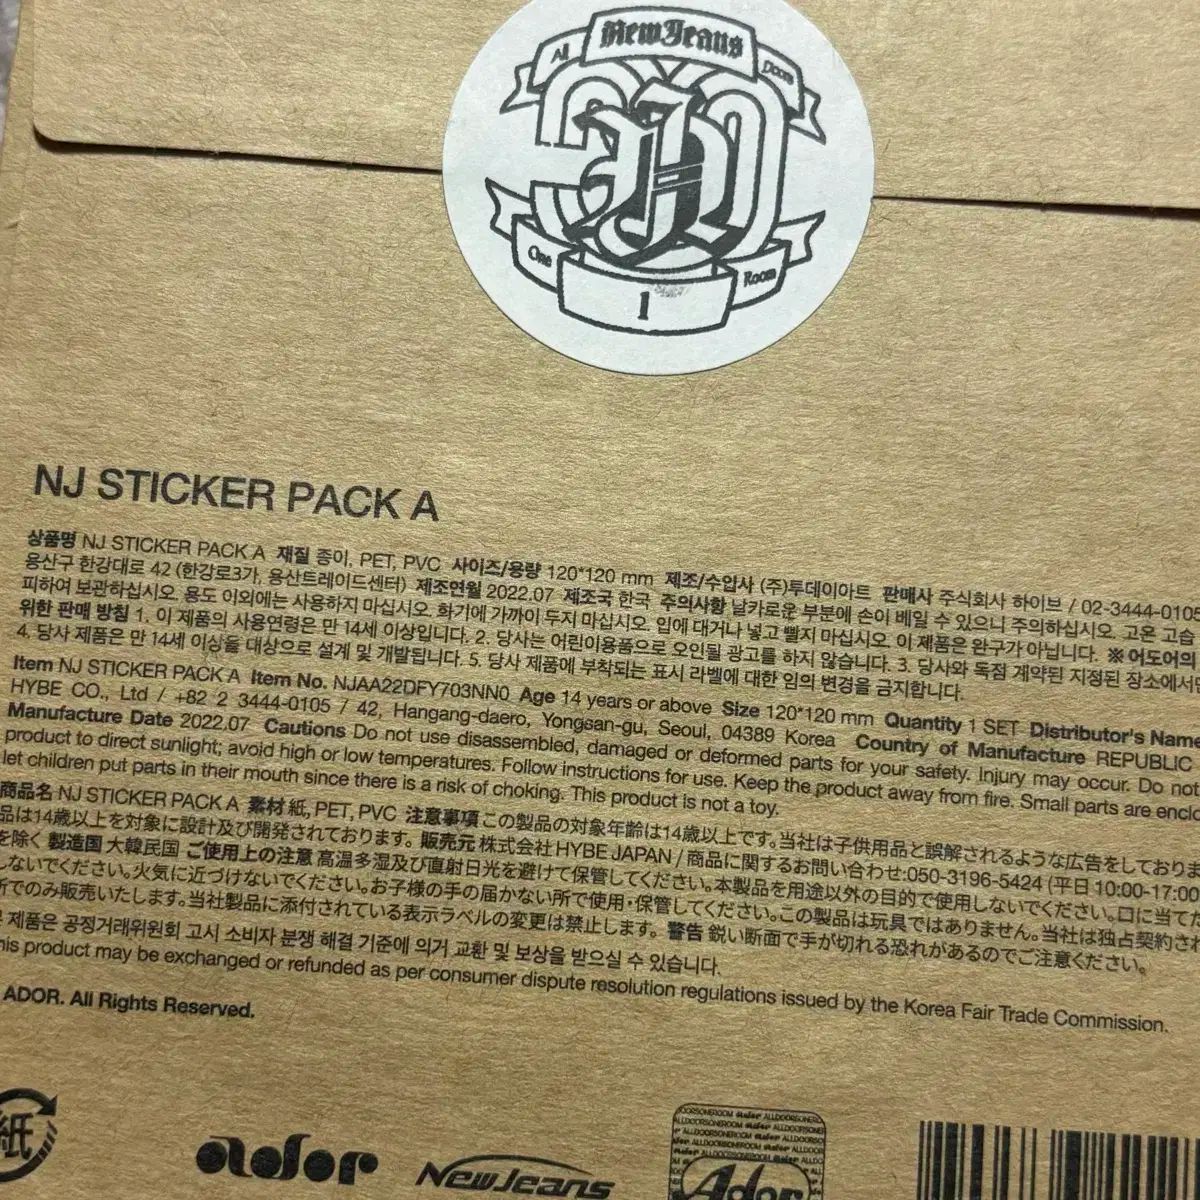 NewJeans
All
Doors
One
Room
1
NJ STICKER PACK A
상품명 NJ STICKER PACK A 재질 종이, PET, PVC 사이즈/용량 120*120 mm 제조/수입사 (주)투데이아트 판매사 주식회사 하이브 / 02-3444-0105
용산구 한강대로 42 (한강로3가, 용산트레이드센터) 제조연월 2022.07 제조국 한국 주의사항 날카로운 부분에 손이 베일 수 있으니 주의하십시오. 고온 고습
피하여 보관하십시오. 용도 이외에는 사용하지 마십시오. 화기에 가까이 두지 마십시오. 입에 대거나 넣고 빨지 마십시오. 이 제품은 완구가 아닙니다. ※ 어도어의
위한 판매 방침 1. 이 제품의 사용연령은 만 14세 이상입니다. 2. 당사는 어린이용품으로 오인될 광고를 하지 않습니다. 3. 당사와 독점 계약된 지정된 장소에서만
4. 당사 제품은 만 14세 이상을 대상으로 설계 및 개발됩니다. 5. 당사 제품에 부착되는 표시 라벨에 대한 임의 변경을 금지합니다.
Item NJ STICKER PACK A Item No. NJAA22DFY703NN0 Age 14 years or above Size 120*120 mm Quantity 1 SET Distributor's Name
HYBE CO., Ltd / +82 2 3444-0105 / 42, Hangang-daero, Yongsan-gu, Seoul, 04389 Korea Country of Manufacture REPUBLIC
Manufacture Date 2022.07 Cautions Do not use disassembled, damaged or deformed parts for your safety. Injury may occur. Do not
product to direct sunlight; avoid high or low temperatures. Follow instructions for use. Keep the product away from fire. Small parts are
let children put parts in their mouth since there is a risk of choking. This product is not a toy.
商品名 NJ STICKER PACK A 素材 紙, PET, PVC 注意事項 この製品の対象年齢は14歳以上です。当社は子供用品と誤解されるような広告をしておりま
品は14歳以上を対象に設計及び開発されております。 販売元 株式会社HYBE JAPAN / 商品に関するお問い合わせ:050-3196-5424 (平日10:00-17:00
を除く 製造国 大韓民国 ご使用上の注意 高温多湿及び直射日光を避けて保管してください。本製品を用途以外の目的で使用しないでください。口に当てた
しないでください。火気に近づけないでください。お子様の手の届かない所で使用・保管してください。この製品は玩具ではありません。当社は独占契約され
所でのみ販売いたします。当社製品に添付されている表示ラベルの変更は禁止します。 警告 鋭い断面で手が切れる恐れがあるのでご注意ください。
제품은 공정거래위원회 고시 소비자 분쟁 해결 기준에 의거 교환 및 보상을 받으실 수 있습니다.
This product may be exchanged or refunded as per consumer dispute resolution regulations issued by the Korea Fair Trade Commission.
ADOR. All Rights Reserved.
紙
ador
NewJeans
ALLDOORSONEROOM ador
Ador